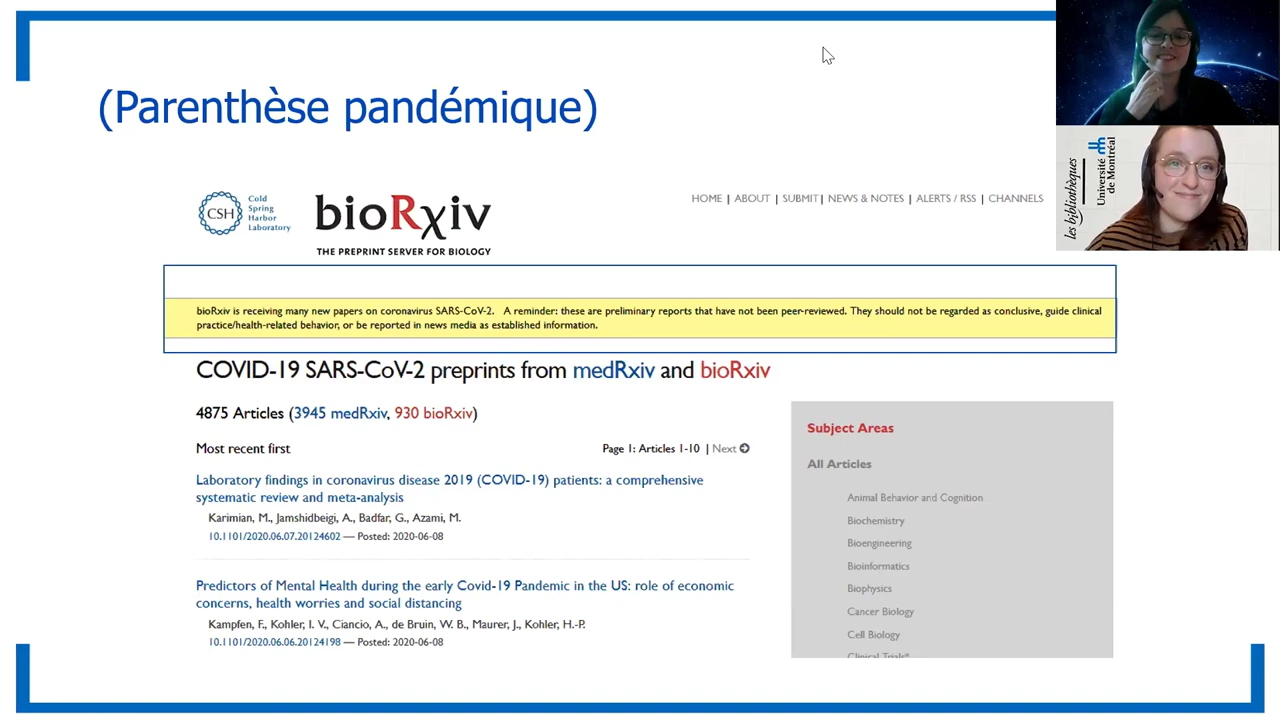 (Parenthèse pandémique)
CSH
Cold
Spring
Harbor
Laboratory
bioRxiv
THE PREPRINT SERVER FOR BIOLOGY
HOME | ABOUT | SUBMIT| NEWS & NOTES | ALERTS / RSS | CHANNELS
les bibliothèques
Université
de Montréal
bioRxiv is receiving many new papers on coronavirus SARS-CoV-2. A reminder: these are preliminary reports that have not been peer-reviewed. They should not be regarded as conclusive, guide clinical
practice/health-related behavior, or be reported in news media as established information.
COVID-19 SARS-CoV-2 preprints from medRxiv and bioRxiv
4875 Articles (3945 medRxiv, 930 bioRxiv)
Most recent first
Page 1: Articles 1-10 | Next
Laboratory findings in coronavirus disease 2019 (COVID-19) patients: a comprehensive
systematic review and meta-analysis
Karimian, M., Jamshidbeigi, A., Badfar, G., Azami, M.
10.1101/2020.06.07.20124602 — Posted: 2020-06-08
Predictors of Mental Health during the early Covid-19 Pandemic in the US: role of economic
concerns, health worries and social distancing
Kampfen, F., Kohler, I. V., Ciancio, A., de Bruin, W. B., Maurer, J., Kohler, H.-P.
10.1101/2020.06.06.20124198 — Posted: 2020-06-08
Subject Areas
All Articles
Animal Behavior and Cognition
Biochemistry
Bioengineering
Bioinformatics
Biophysics
Cancer Biology
Cell Biology
Clinical Trials*